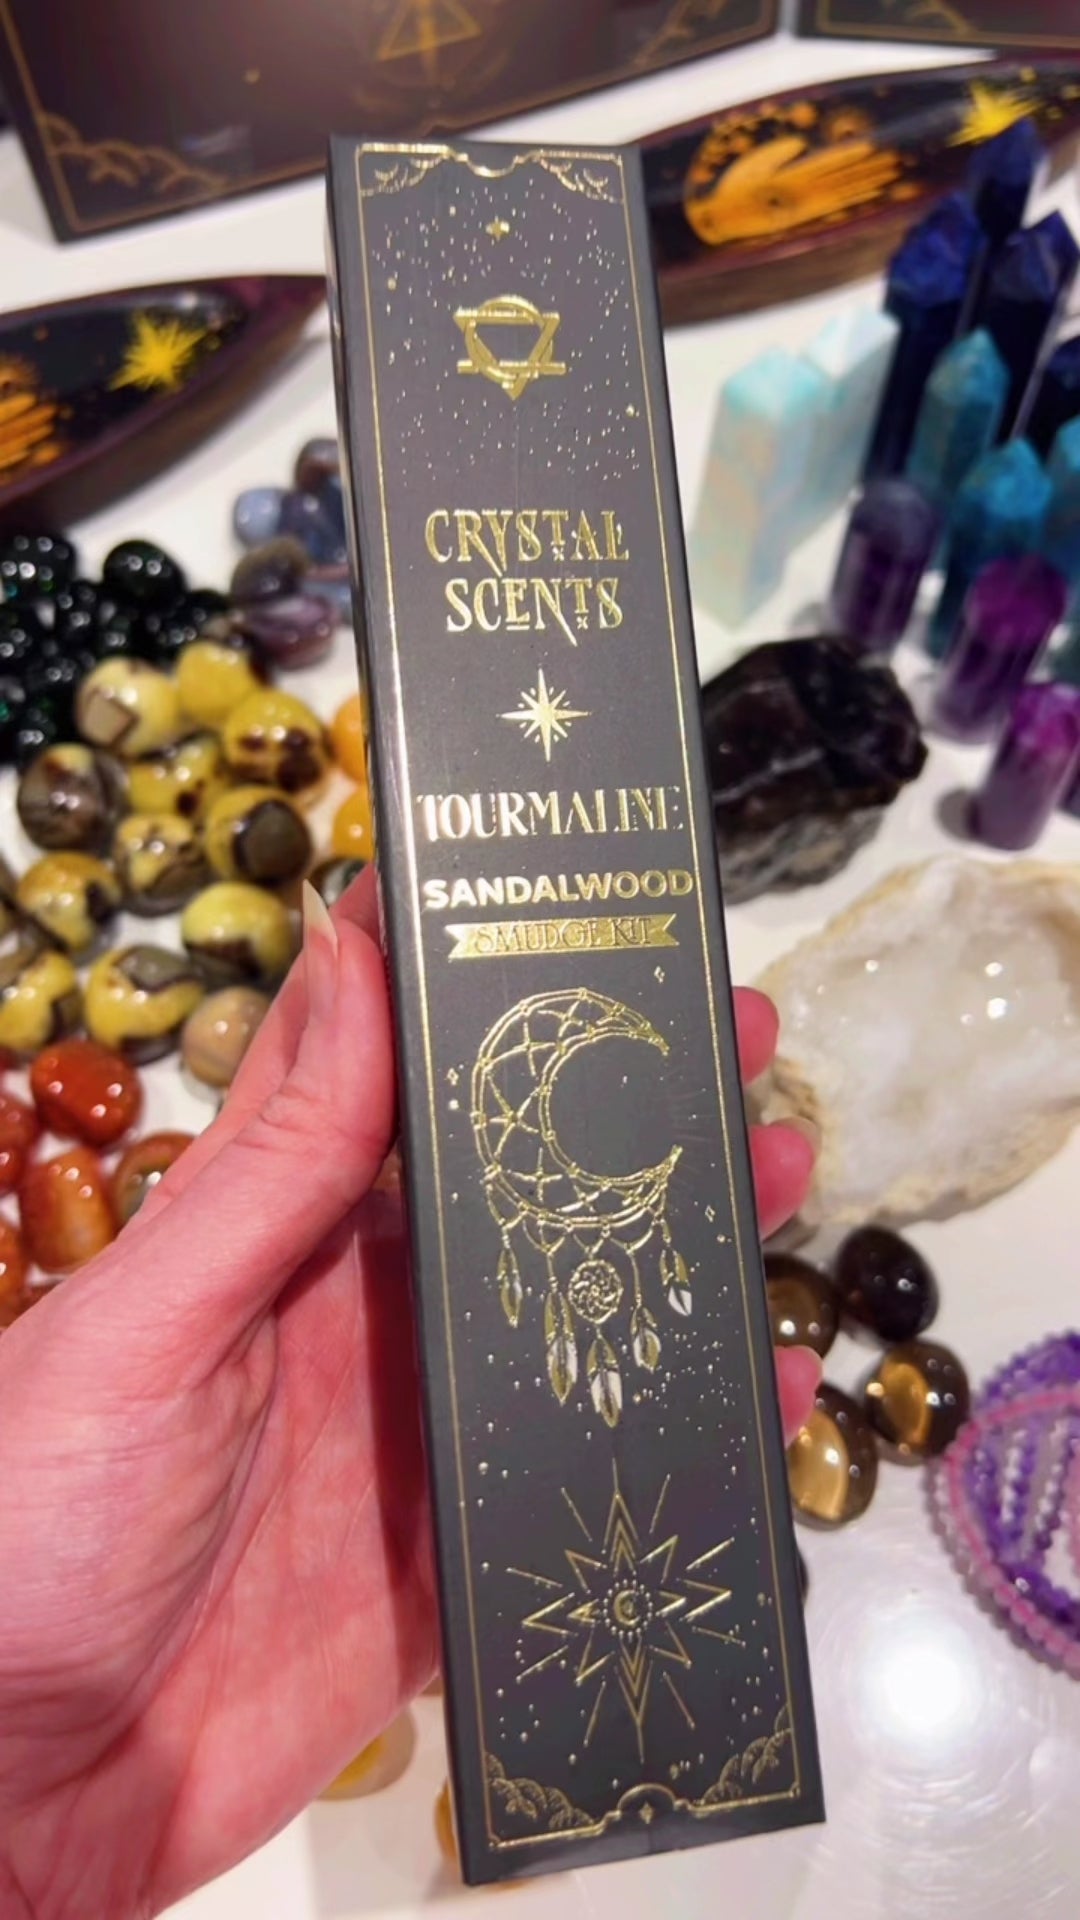 CRYSTAL
SCENTS
TOURMALINE
SANDALWOOD
SMUDGE KIT